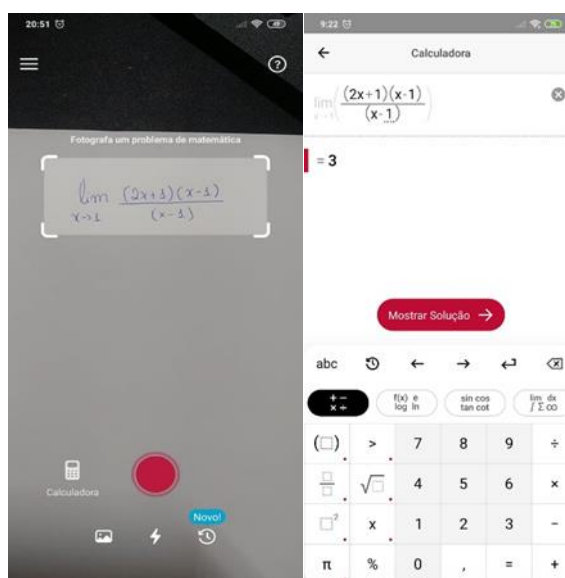 20:51
Fotografa um problema de matemática
lim (2x+1)(x-1)
x→1 (x-1)
Calculadora
Novo!
9:22
Calculadora
lim ( (2x+1)(x-1)
x→1 (x-1) )
= 3
Mostrar Solução →
abc ← → ↵
+ − × ÷
f(x) e log ln
sin cos tan cot
lim dx ∫ Σ ∞
(□) > 7 8 9 ÷
□/□ √□ 4 5 6 ×
□² x 1 2 3 −
π % 0 , = +